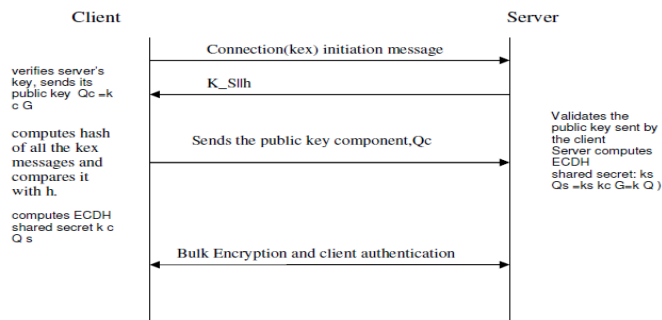 Client
Server
Connection(kex) initiation message
verifies server's
key, sends its
public key Qc =k
c G
K_S||h
computes hash
of all the kex
messages and
compares it
with h.
Sends the public key component,Qc
Validates the
public key sent by
the client
Server computes
ECDH
shared secret: ks
Qs =ks kc G=k Q )
computes ECDH
shared secret k c
Q s
Bulk Encryption and client authentication